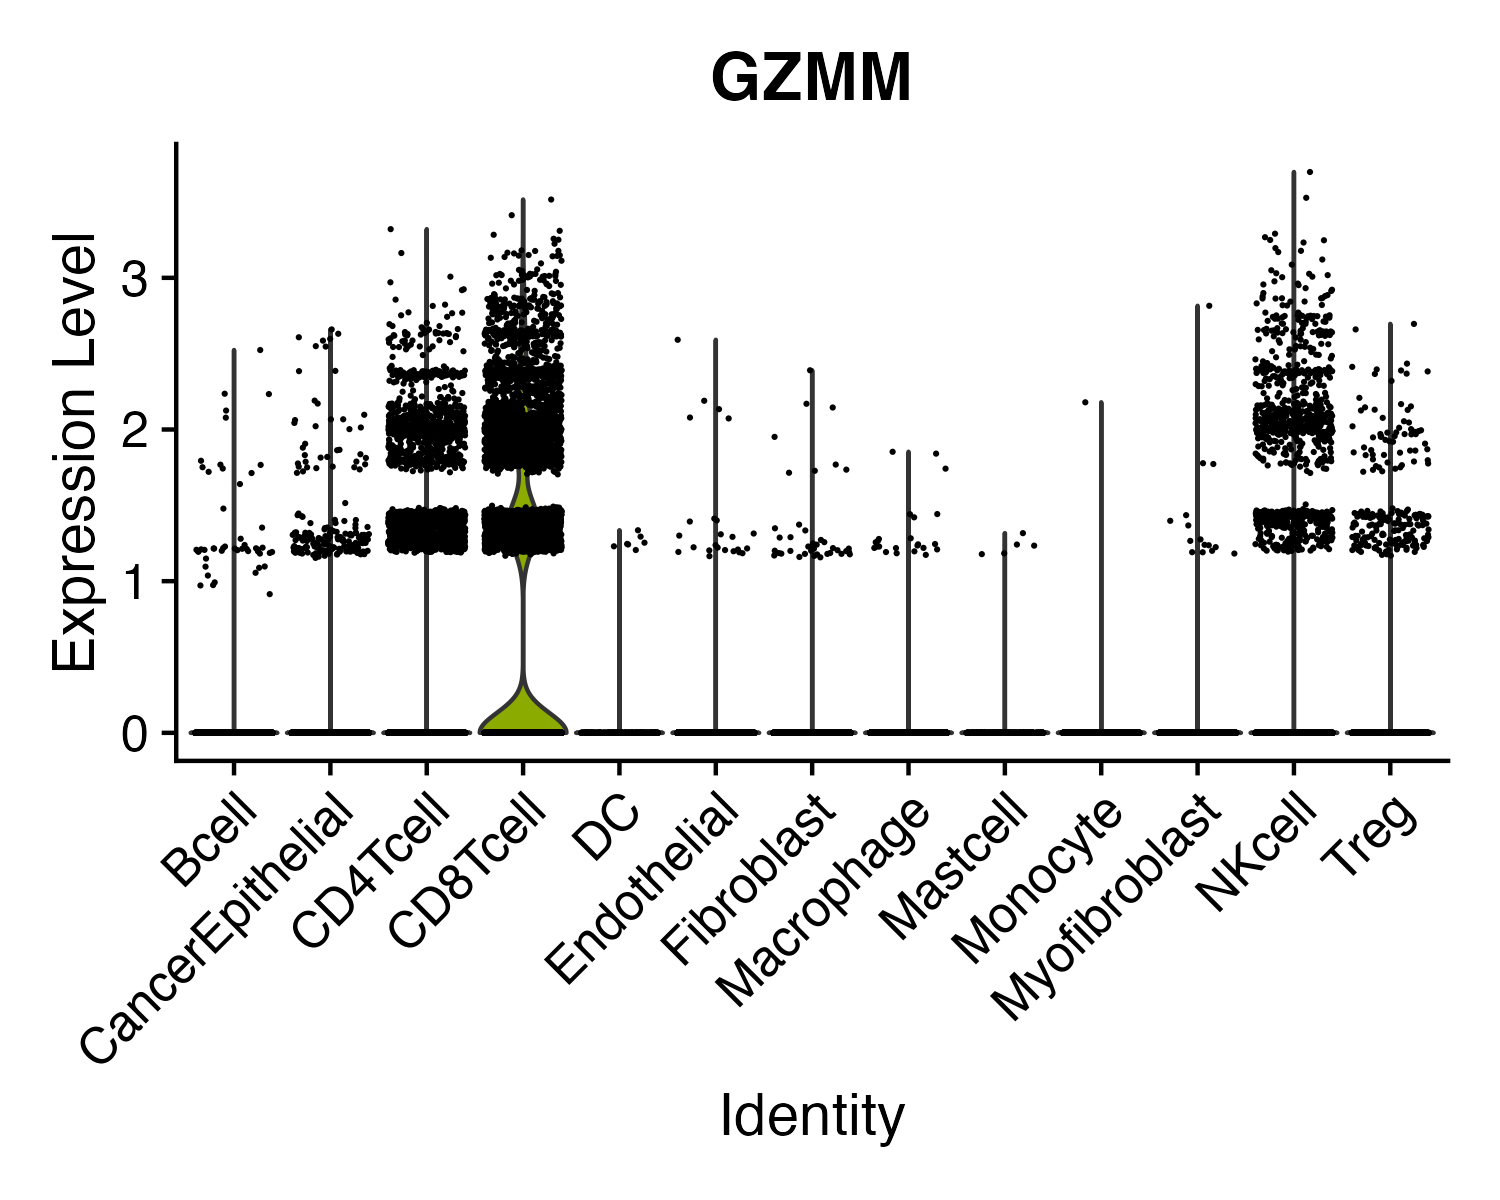 GZMM
Expression Level
3
2
1
0
Bcell
CancerEpithelial
CD4Tcell
CD8Tcell
DC
Endothelial
Fibroblast
Macrophage
Mastcell
Monocyte
Myofibroblast
NKcell
Treg
Identity